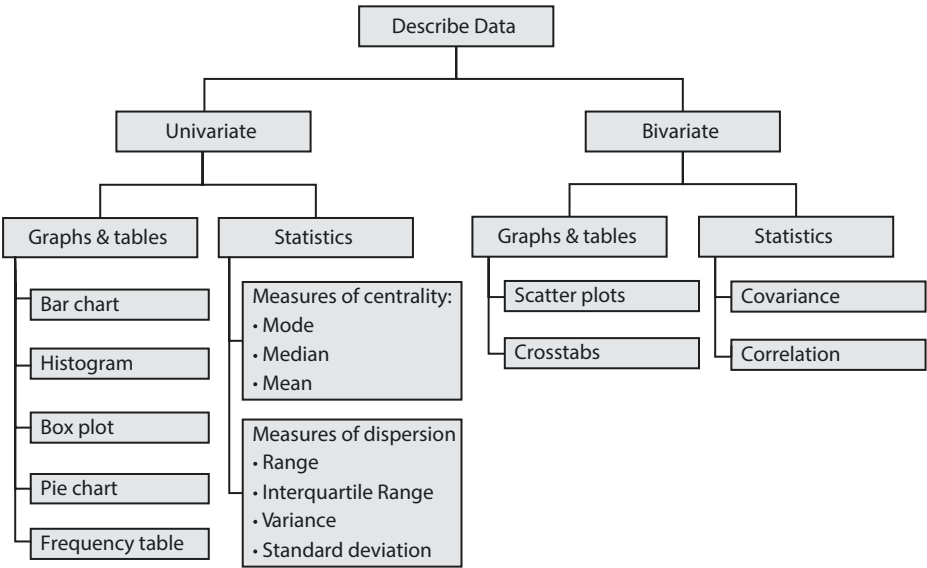 Describe Data
Univariate
Bivariate
Graphs & tables
Statistics
Graphs & tables
Statistics
Bar chart
Histogram
Box plot
Pie chart
Frequency table
Measures of centrality:
• Mode
• Median
• Mean
Measures of dispersion
• Range
• Interquartile Range
• Variance
• Standard deviation
Scatter plots
Crosstabs
Covariance
Correlation